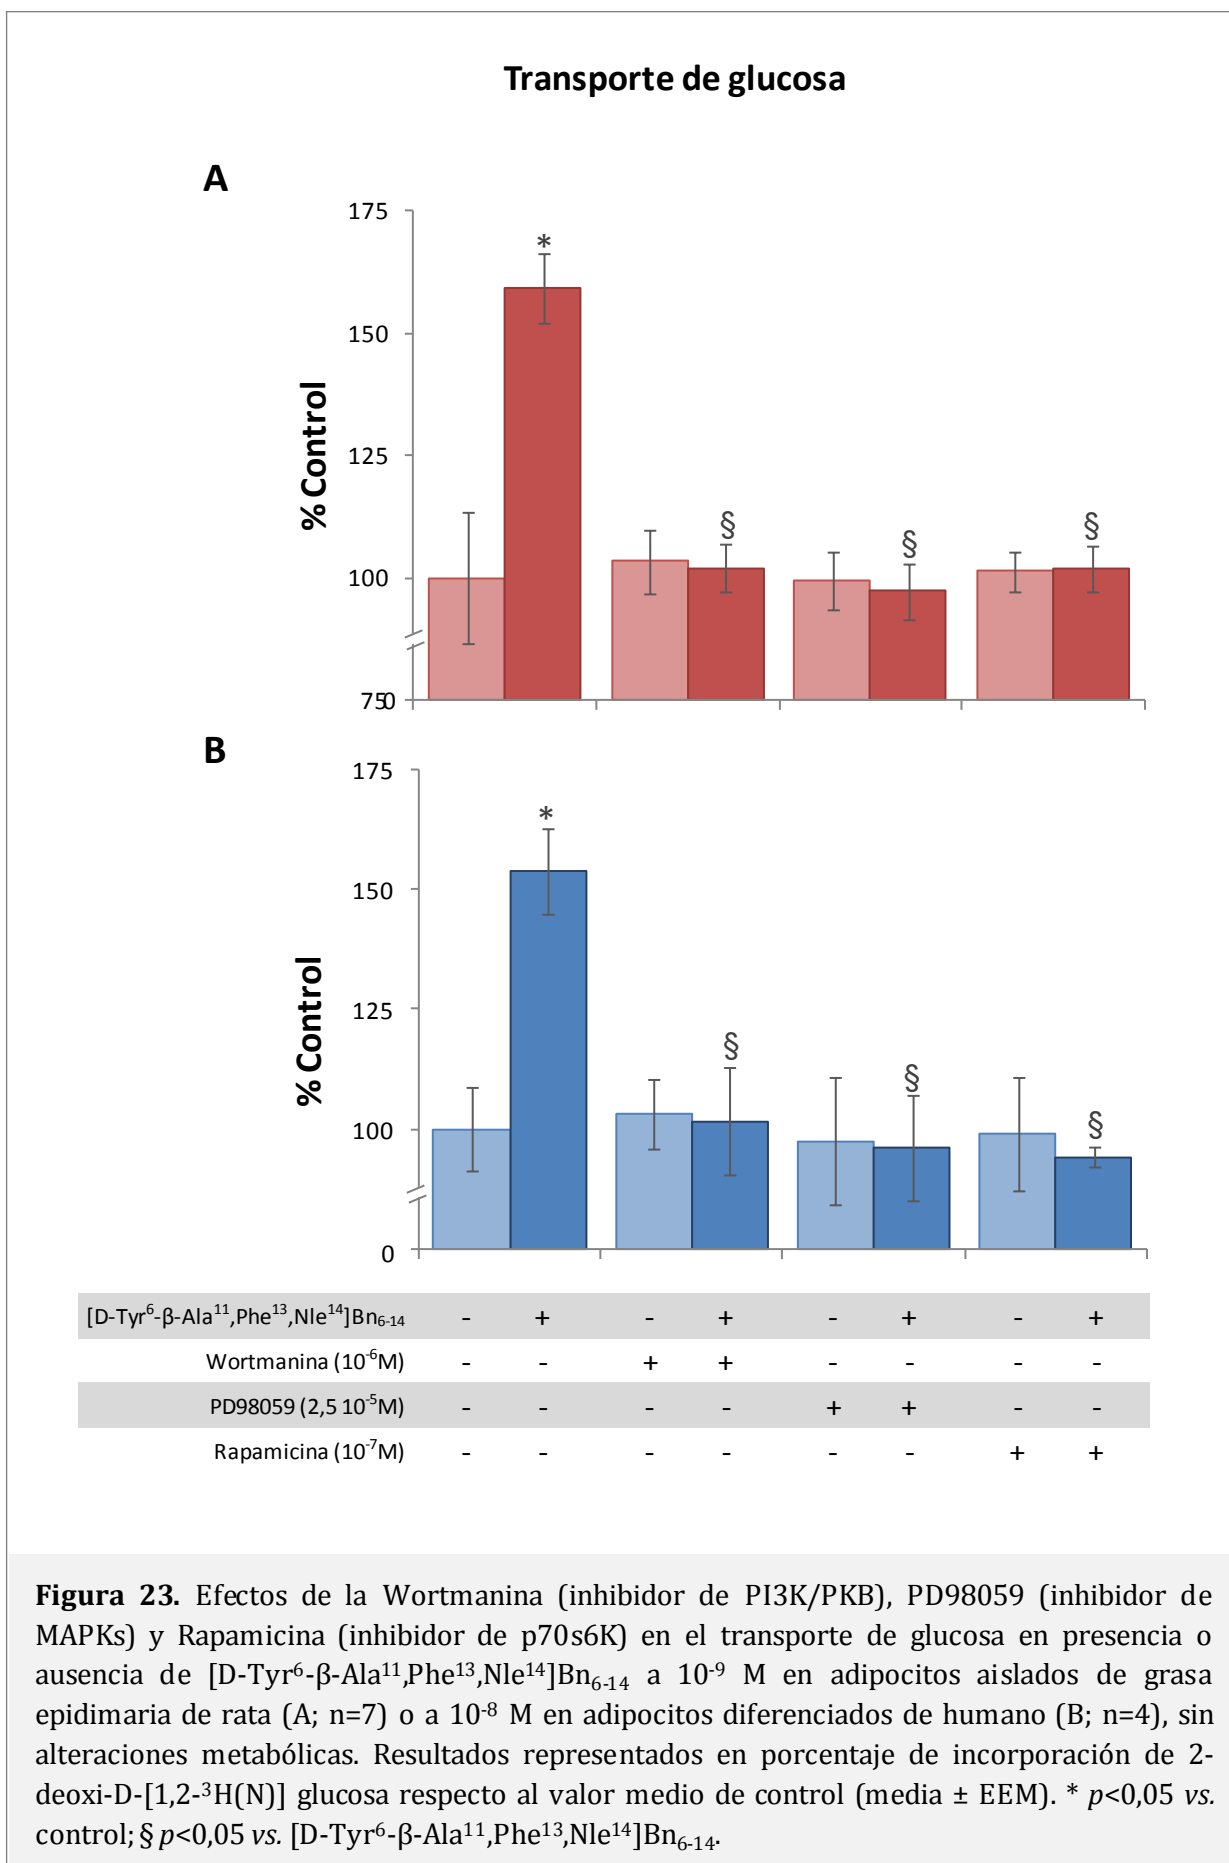 Transporte de glucosa
A
175
*
150
% Control
125
§ § §
100
750
B
175
*
150
% Control
125
§ § §
100
0
[D-Tyr⁶-β-Ala¹¹,Phe¹³,Nle¹⁴]Bn₆₋₁₄ - + - + - + - +
Wortmanina (10⁻⁶M) - - + + - - - -
PD98059 (2,5 10⁻⁵M) - - - - + + - -
Rapamicina (10⁻⁷M) - - - - - - + +
Figura 23. Efectos de la Wortmanina (inhibidor de PI3K/PKB), PD98059 (inhibidor de
MAPKs) y Rapamicina (inhibidor de p70s6K) en el transporte de glucosa en presencia o
ausencia de [D-Tyr⁶-β-Ala¹¹,Phe¹³,Nle¹⁴]Bn₆₋₁₄ a 10⁻⁹ M en adipocitos aislados de grasa
epidimaria de rata (A; n=7) o a 10⁻⁸ M en adipocitos diferenciados de humano (B; n=4), sin
alteraciones metabólicas. Resultados representados en porcentaje de incorporación de 2-
deoxi-D-[1,2-³H(N)] glucosa respecto al valor medio de control (media ± EEM). * p<0,05 vs.
control; § p<0,05 vs. [D-Tyr⁶-β-Ala¹¹,Phe¹³,Nle¹⁴]Bn₆₋₁₄.